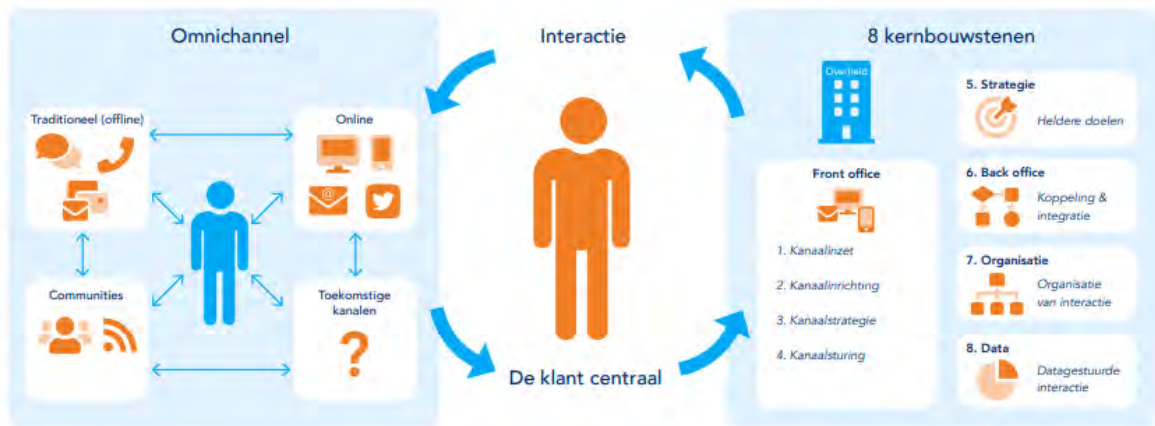 Omnichannel
Traditioneel (offline)
Online
@
Communities
Toekomstige
kanalen
?
Interactie
De klant centraal
8 kernbouwstenen
Overheid
Front office
1. Kanaalinzet
2. Kanaalinrichting
3. Kanaalstrategie
4. Kanaalsturing
5. Strategie
Heldere doelen
6. Back office
Koppeling &
integratie
7. Organisatie
Organisatie
van interactie
8. Data
Datagestuurde
interactie